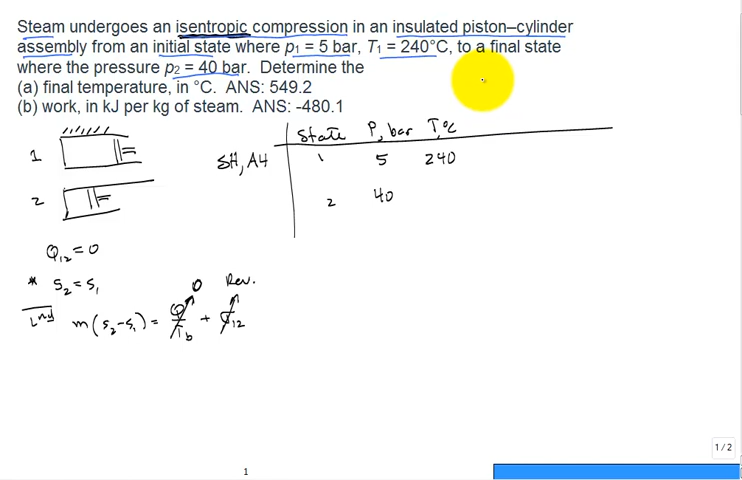 Steam undergoes an isentropic compression in an insulated piston–cylinder
assembly from an initial state where p1 = 5 bar, T1 = 240°C, to a final state
where the pressure p2 = 40 bar. Determine the
(a) final temperature, in °C. ANS: 549.2
(b) work, in kJ per kg of steam. ANS: -480.1
State P, bar T, °C
1 SH, A4 1 5 240
2 2 40
Q12 = 0
* s2 = s1 0 Rev.
2nd m(s2-s1) = Q/Tb + σ12
1 / 2
1